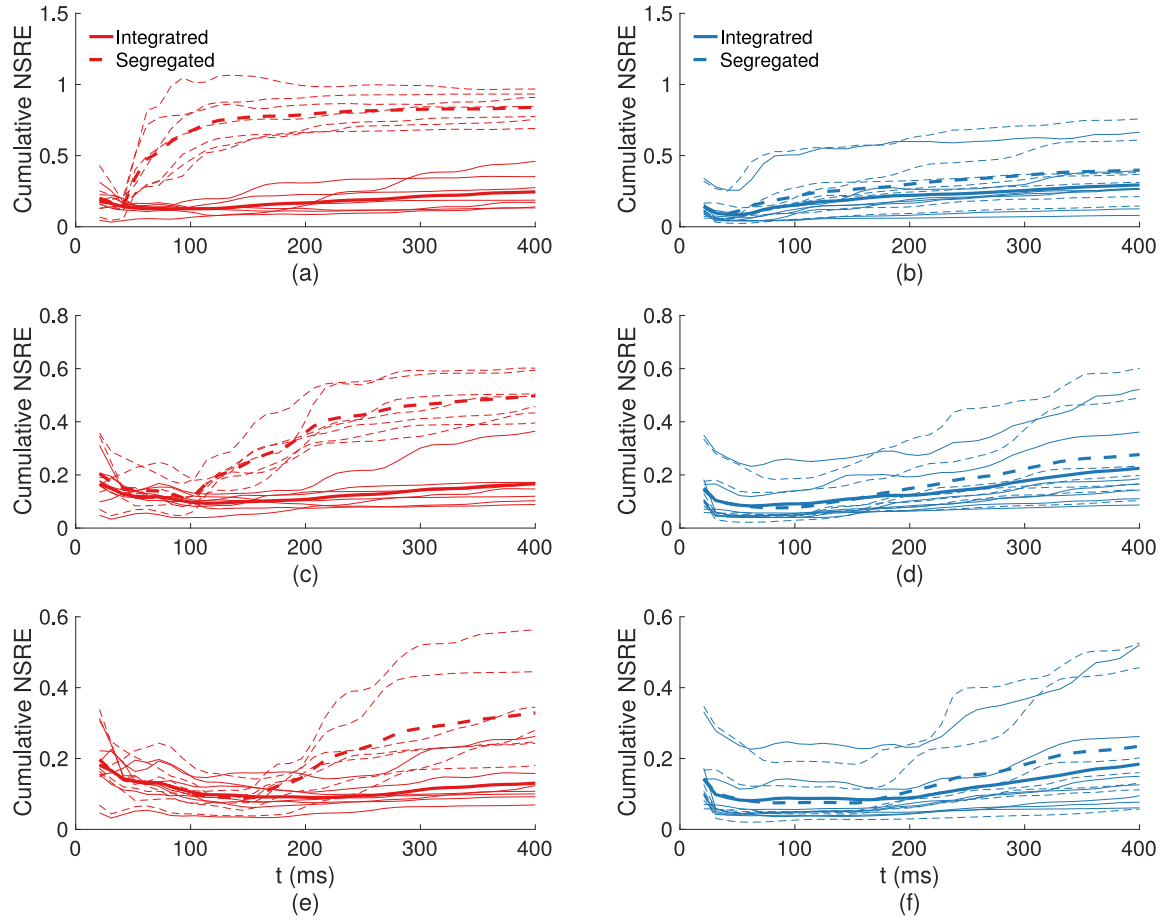 1.5
Cumulative NSRE
1
0.5
0
Integratred
Segregated
0 100 200 300 400
(a)
1.5
Cumulative NSRE
1
0.5
0
Integratred
Segregated
0 100 200 300 400
(b)
0.8
Cumulative NSRE
0.6
0.4
0.2
0
0 100 200 300 400
(c)
0.8
Cumulative NSRE
0.6
0.4
0.2
0
0 100 200 300 400
(d)
0.6
Cumulative NSRE
0.4
0.2
0
0 100 200 300 400
t (ms)
(e)
0.6
Cumulative NSRE
0.4
0.2
0
0 100 200 300 400
t (ms)
(f)